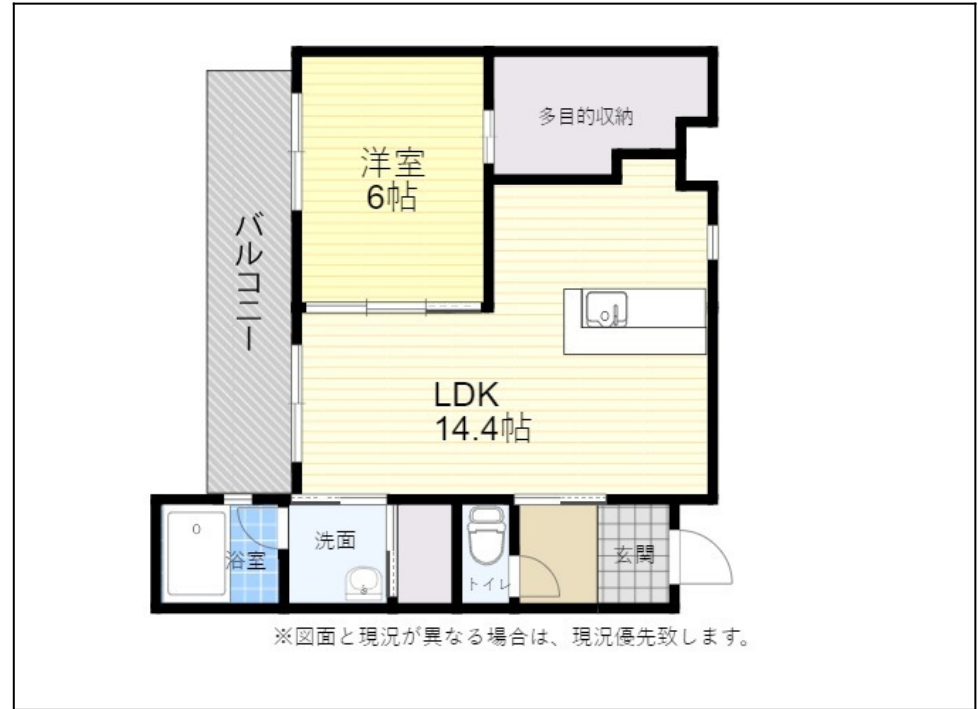 多目的収納
洋室
6帖
バルコニー
LDK
14.4帖
浴室
洗面
トイレ
玄関
※図面と現況が異なる場合は、現況優先致します。